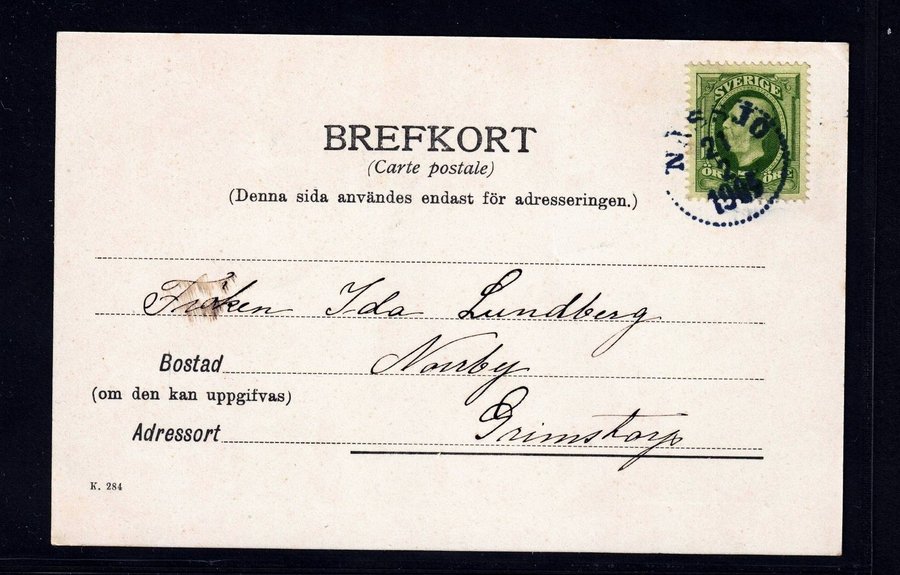 SVERIGE
ÖRE
1905
BREFKORT
(Carte postale)
(Denna sida användes endast för adresseringen.)
Fröken Ida Lundberg
Bostad Norrby
(om den kan uppgifvas)
Adressort Grimstorp
K. 284